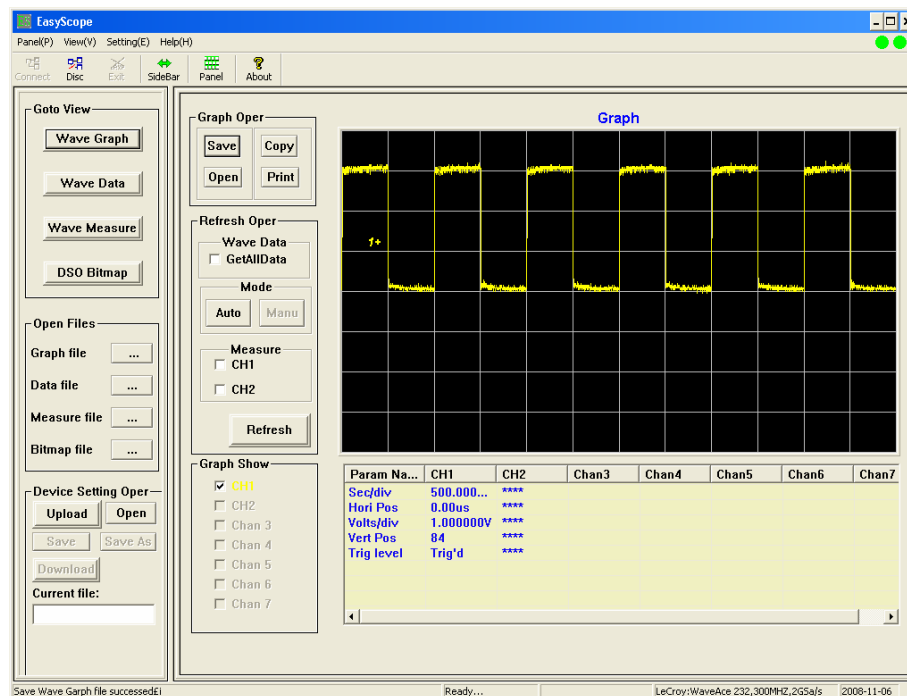 EasyScope
Panel(P) View(V) Setting(E) Help(H)
Connect Disc Exit SideBar Panel About
Goto View
Wave Graph
Wave Data
Wave Measure
DSO Bitmap
Open Files
Graph file ...
Data file ...
Measure file ...
Bitmap file ...
Device Setting Oper
Upload Open
Save Save As
Download
Current file:
Graph Oper
Save Copy
Open Print
Refresh Oper
Wave Data
GetAllData
Mode
Auto Manu
Measure
CH1
CH2
Refresh
Graph Show
CH1
CH2
Chan 3
Chan 4
Chan 5
Chan 6
Chan 7
Graph
1+
Param Na... CH1 CH2 Chan3 Chan4 Chan5 Chan6 Chan7
Sec/div 500.000... ****
Hori Pos 0.00us ****
Volts/div 1.000000V ****
Vert Pos 84 ****
Trig level Trig'd ****
Save Wave Garph file successed£¡ Ready... LeCroy:WaveAce 232,300MHZ,2GSa/s 2008-11-06